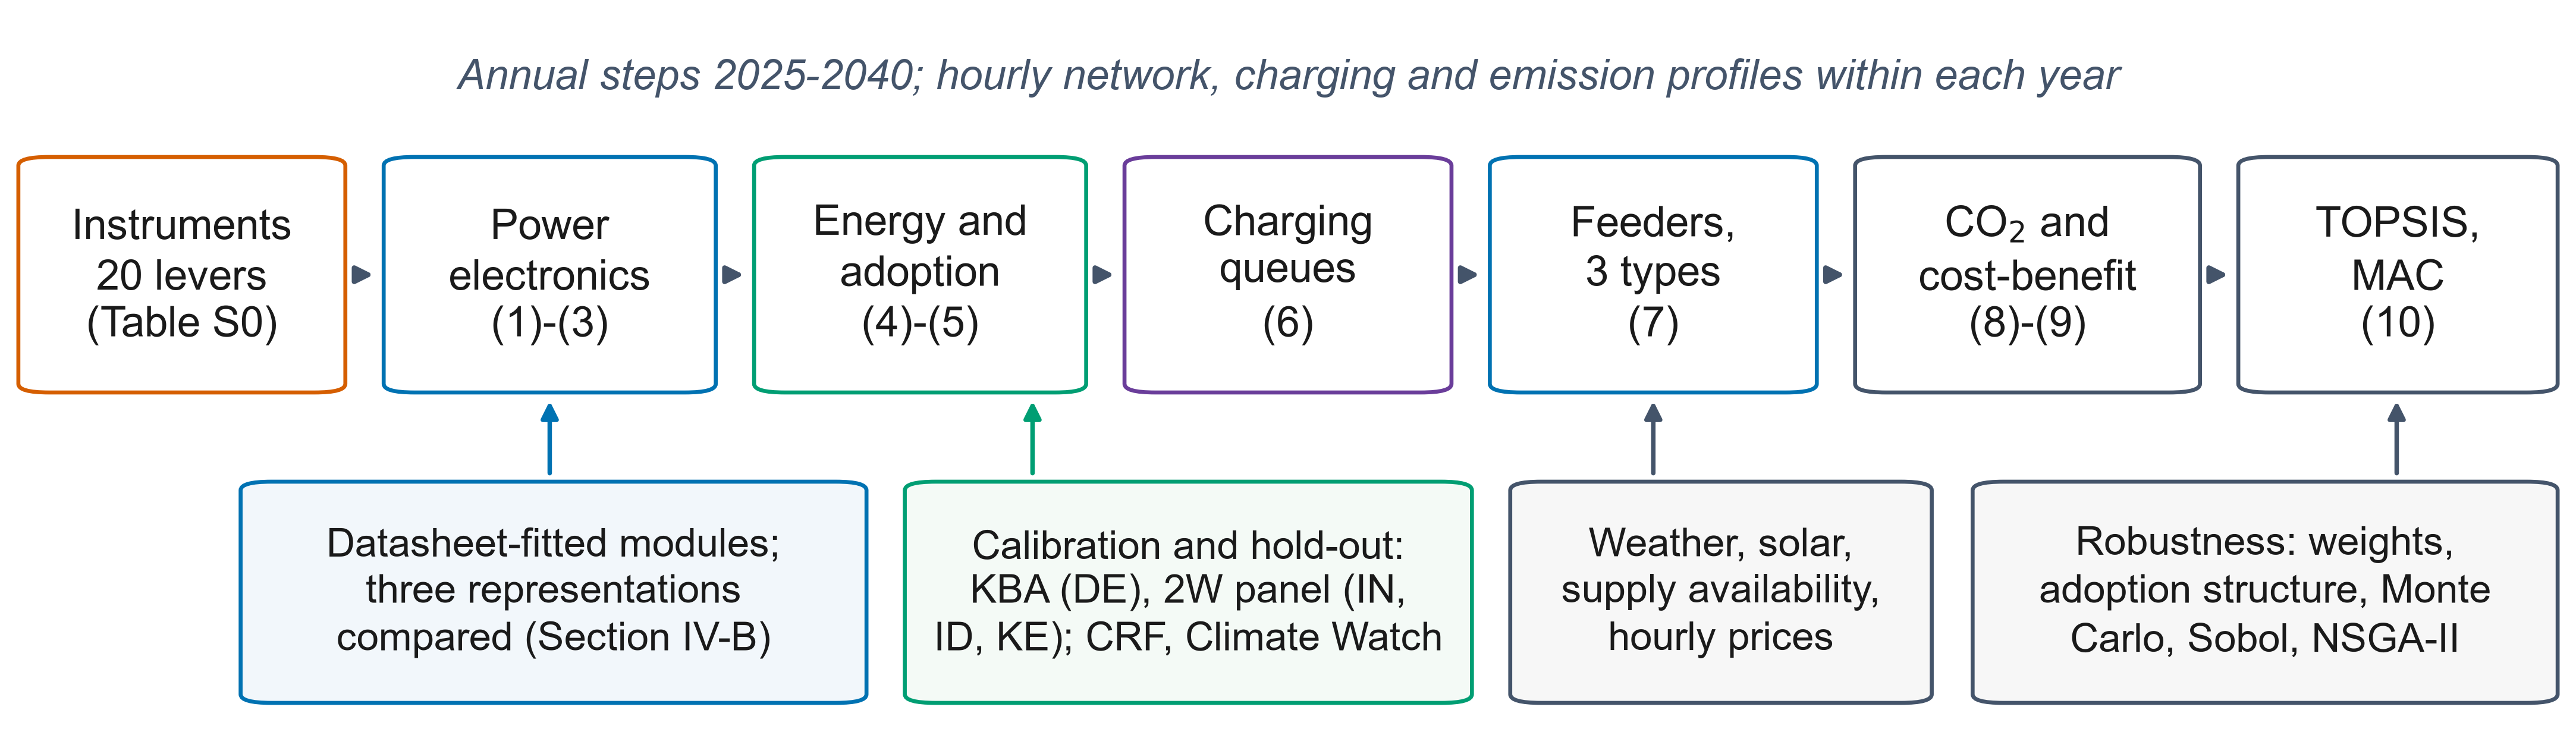 Annual steps 2025-2040; hourly network, charging and emission profiles within each year
Instruments
20 levers
(Table S0)
Power
electronics
(1)-(3)
Energy and
adoption
(4)-(5)
Charging
queues
(6)
Feeders,
3 types
(7)
CO₂ and
cost-benefit
(8)-(9)
TOPSIS,
MAC
(10)
Datasheet-fitted modules;
three representations
compared (Section IV-B)
Calibration and hold-out:
KBA (DE), 2W panel (IN,
ID, KE); CRF, Climate Watch
Weather, solar,
supply availability,
hourly prices
Robustness: weights,
adoption structure, Monte
Carlo, Sobol, NSGA-II